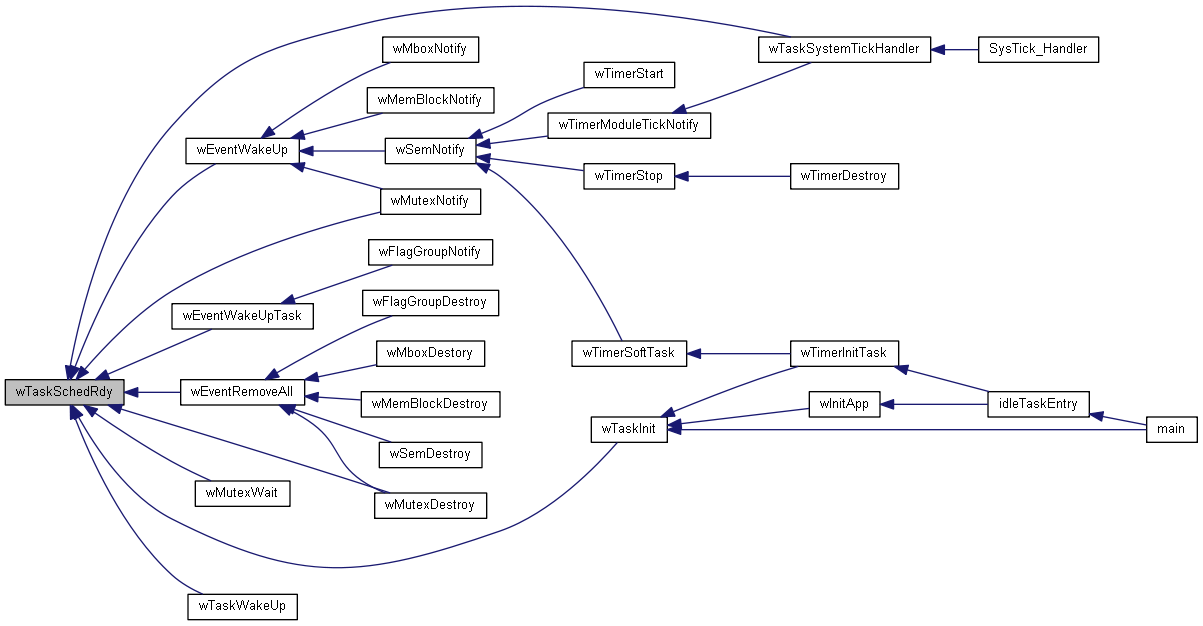 wMboxNotify
wTaskSystemTickHandler
SysTick_Handler
wTimerStart
wMemBlockNotify
wTimerModuleTickNotify
wEventWakeUp
wSemNotify
wTimerStop
wTimerDestroy
wMutexNotify
wFlagGroupNotify
wFlagGroupDestroy
wEventWakeUpTask
wMboxDestory
wTimerSoftTask
wTimerInitTask
wTaskSchedRdy
wEventRemoveAll
wMemBlockDestroy
wInitApp
idleTaskEntry
wTaskInit
main
wSemDestroy
wMutexWait
wMutexDestroy
wTaskWakeUp